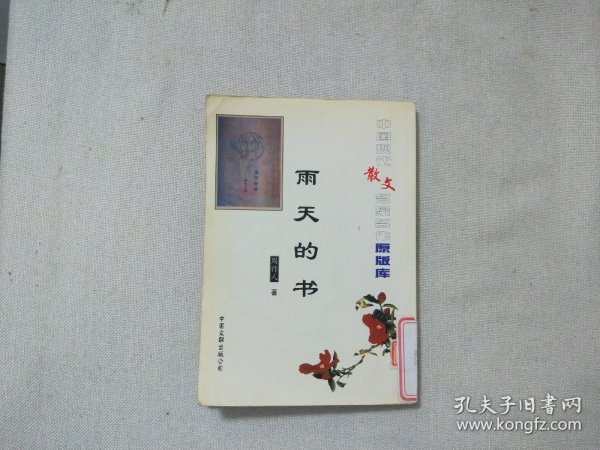 中国现代散文名家名作原版库
雨天的书
周作人 著
中国文联出版公司
孔夫子旧书网
www.kongfz.com